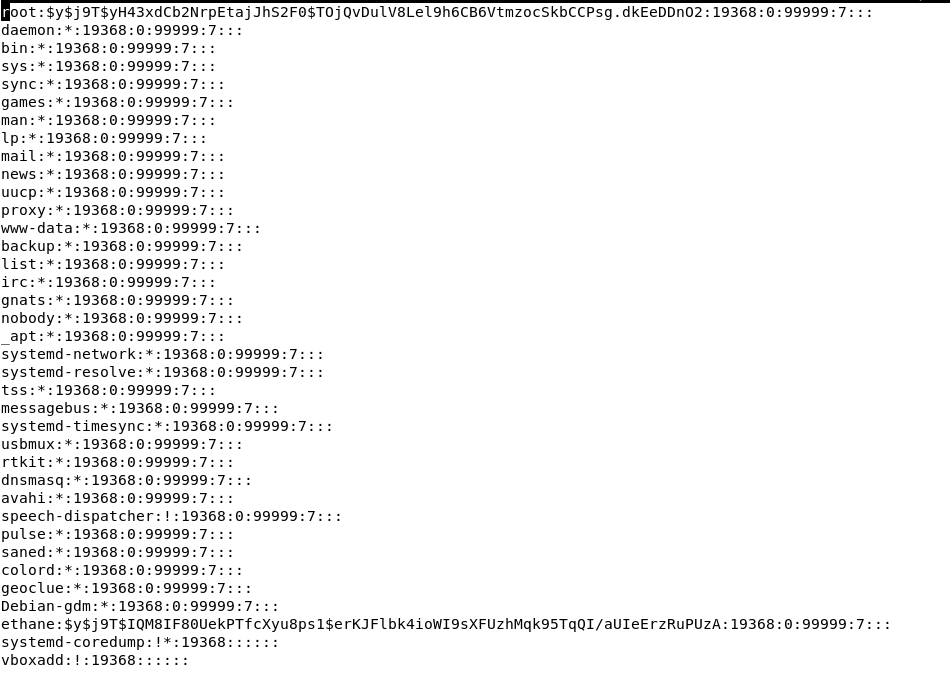 root:$y$j9T$yH43xdCb2NrpEtajJhS2F0$TOjQvDulV8Lel9h6CB6VtmzocSkbCCPsg.dkEeDDnO2:19368:0:99999:7:::
daemon:*:19368:0:99999:7:::
bin:*:19368:0:99999:7:::
sys:*:19368:0:99999:7:::
sync:*:19368:0:99999:7:::
games:*:19368:0:99999:7:::
man:*:19368:0:99999:7:::
lp:*:19368:0:99999:7:::
mail:*:19368:0:99999:7:::
news:*:19368:0:99999:7:::
uucp:*:19368:0:99999:7:::
proxy:*:19368:0:99999:7:::
www-data:*:19368:0:99999:7:::
backup:*:19368:0:99999:7:::
list:*:19368:0:99999:7:::
irc:*:19368:0:99999:7:::
gnats:*:19368:0:99999:7:::
nobody:*:19368:0:99999:7:::
_apt:*:19368:0:99999:7:::
systemd-network:*:19368:0:99999:7:::
systemd-resolve:*:19368:0:99999:7:::
tss:*:19368:0:99999:7:::
messagebus:*:19368:0:99999:7:::
systemd-timesync:*:19368:0:99999:7:::
usbmux:*:19368:0:99999:7:::
rtkit:*:19368:0:99999:7:::
dnsmasq:*:19368:0:99999:7:::
avahi:*:19368:0:99999:7:::
speech-dispatcher:!:19368:0:99999:7:::
pulse:*:19368:0:99999:7:::
saned:*:19368:0:99999:7:::
colord:*:19368:0:99999:7:::
geoclue:*:19368:0:99999:7:::
Debian-gdm:*:19368:0:99999:7:::
ethane:$y$j9T$IQM8IF80UekPTfcXyu8ps1$erKJFlbk4ioWI9sXFUzhMqk95TqQI/aUIeErzRuPUzA:19368:0:99999:7:::
systemd-coredump:!*:19368::::::
vboxadd:!:19368::::::